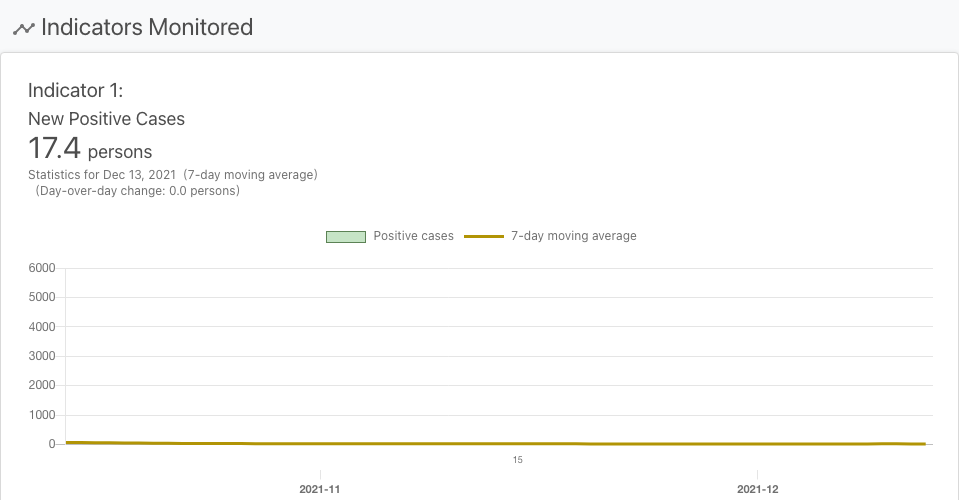 Indicators Monitored
Indicator 1:
New Positive Cases
17.4 persons
Statistics for Dec 13, 2021 (7-day moving average)
(Day-over-day change: 0.0 persons)
Positive cases 7-day moving average
6000
5000
4000
3000
2000
1000
0
15
2021-11 2021-12